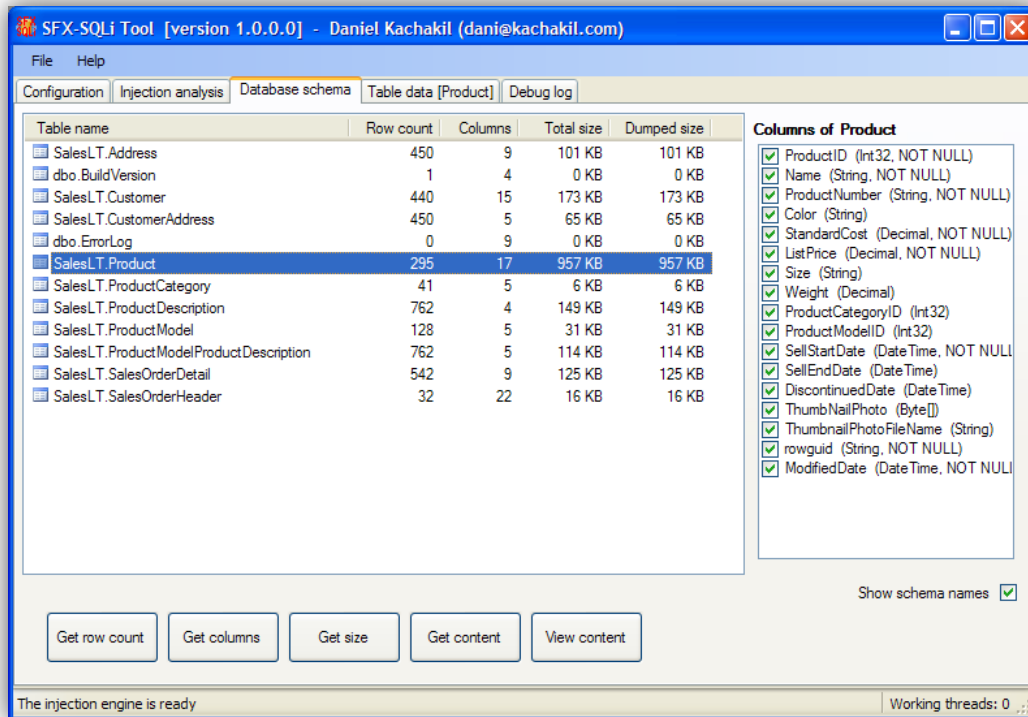 SFX-SQLi Tool [version 1.0.0.0] - Daniel Kachakil (dani@kachakil.com)
File Help
Configuration Injection analysis Database schema Table data [Product] Debug log
Table name Row count Columns Total size Dumped size
SalesLT.Address 450 9 101 KB 101 KB
dbo.BuildVersion 1 4 0 KB 0 KB
SalesLT.Customer 440 15 173 KB 173 KB
SalesLT.CustomerAddress 450 5 65 KB 65 KB
dbo.ErrorLog 0 9 0 KB 0 KB
SalesLT.Product 295 17 957 KB 957 KB
SalesLT.ProductCategory 41 5 6 KB 6 KB
SalesLT.ProductDescription 762 4 149 KB 149 KB
SalesLT.ProductModel 128 5 31 KB 31 KB
SalesLT.ProductModelProductDescription 762 5 114 KB 114 KB
SalesLT.SalesOrderDetail 542 9 125 KB 125 KB
SalesLT.SalesOrderHeader 32 22 16 KB 16 KB
Columns of Product
ProductID (Int32, NOT NULL)
Name (String, NOT NULL)
ProductNumber (String, NOT NULL)
Color (String)
StandardCost (Decimal, NOT NULL)
ListPrice (Decimal, NOT NULL)
Size (String)
Weight (Decimal)
ProductCategoryID (Int32)
ProductModelID (Int32)
SellStartDate (DateTime, NOT NULL
SellEndDate (DateTime)
DiscontinuedDate (DateTime)
ThumbNailPhoto (Byte[])
ThumbnailPhotoFileName (String)
rowguid (String, NOT NULL)
ModifiedDate (DateTime, NOT NULL
Show schema names
Get row count Get columns Get size Get content View content
The injection engine is ready Working threads: 0